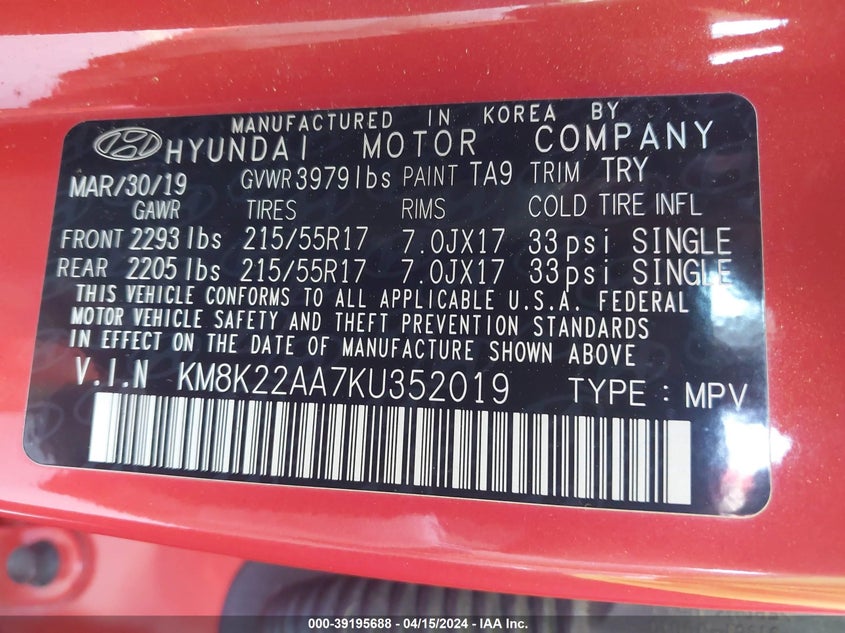 MANUFACTURED IN KOREA BY
HYUNDAI MOTOR COMPANY
MAR/30/19 GVWR 3979lbs PAINT TA9 TRIM TRY
GAWR TIRES RIMS COLD TIRE INFL
FRONT 2293lbs 215/55R17 7.0JX17 33psi SINGLE
REAR 2205lbs 215/55R17 7.0JX17 33psi SINGLE
THIS VEHICLE CONFORMS TO ALL APPLICABLE U.S.A. FEDERAL
MOTOR VEHICLE SAFETY AND THEFT PREVENTION STANDARDS
IN EFFECT ON THE DATE OF MANUFACTURE SHOWN ABOVE
V.I.N KM8K22AA7KU352019 TYPE : MPV
000-39195688 - 04/15/2024 - IAA Inc.